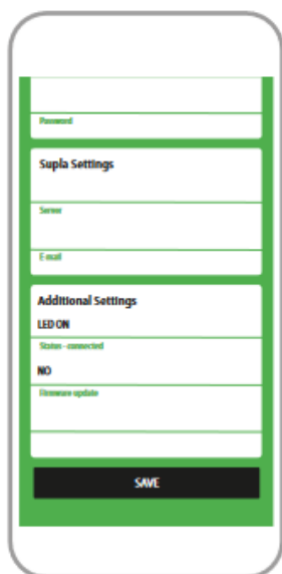 Password
Supla Settings
Server
E-mail
Additional Settings
LED ON
Status - connected
NO
Firmware update
SAVE